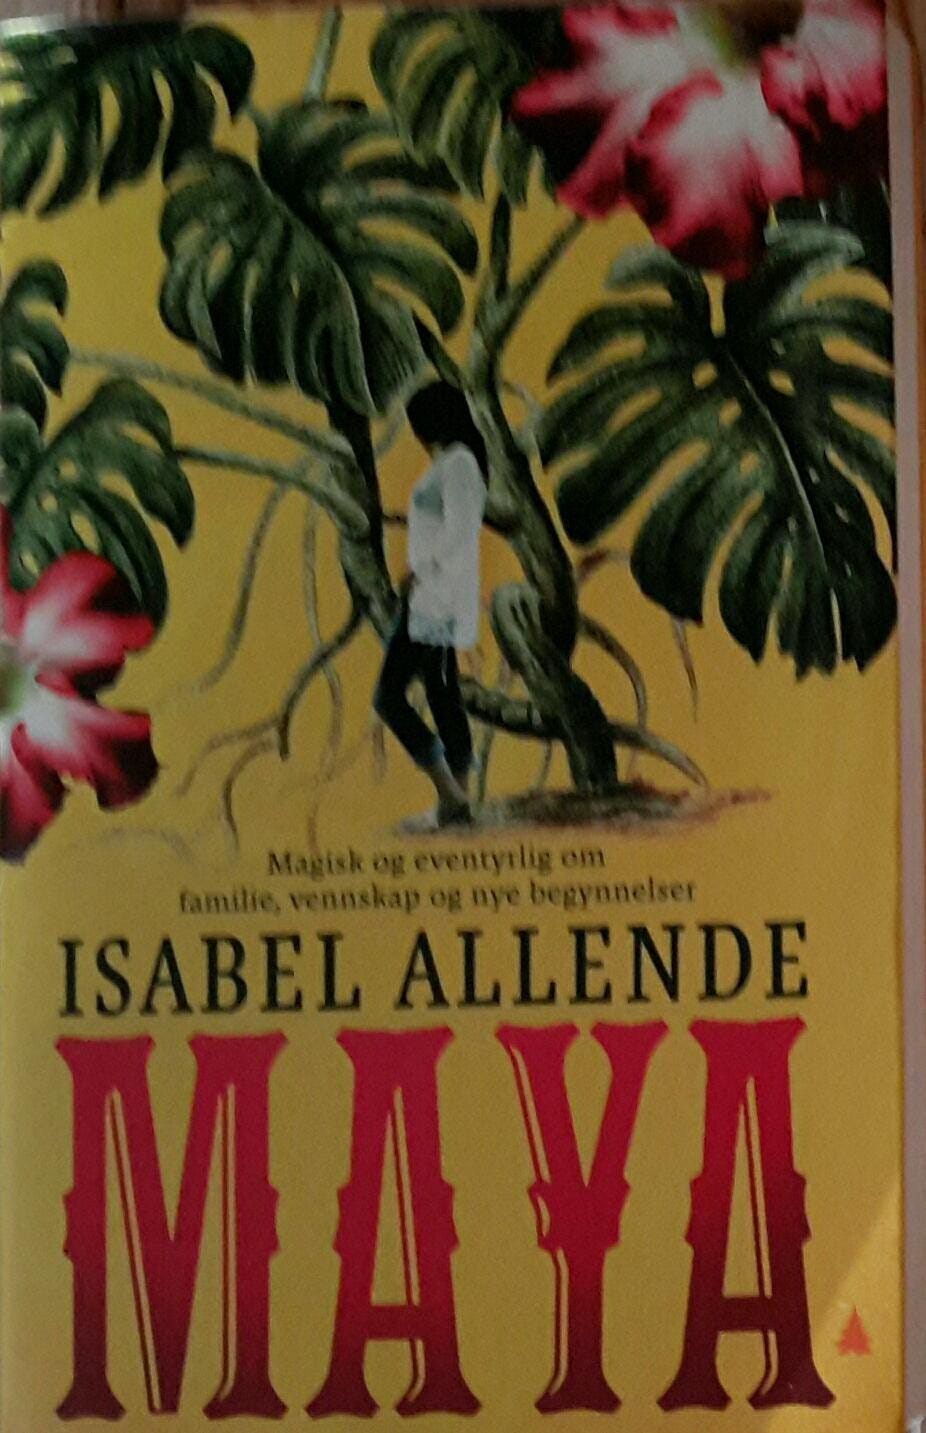 Magisk og eventyrlig om
familie, vennskap og nye begynnelser
ISABEL ALLENDE
MAYA